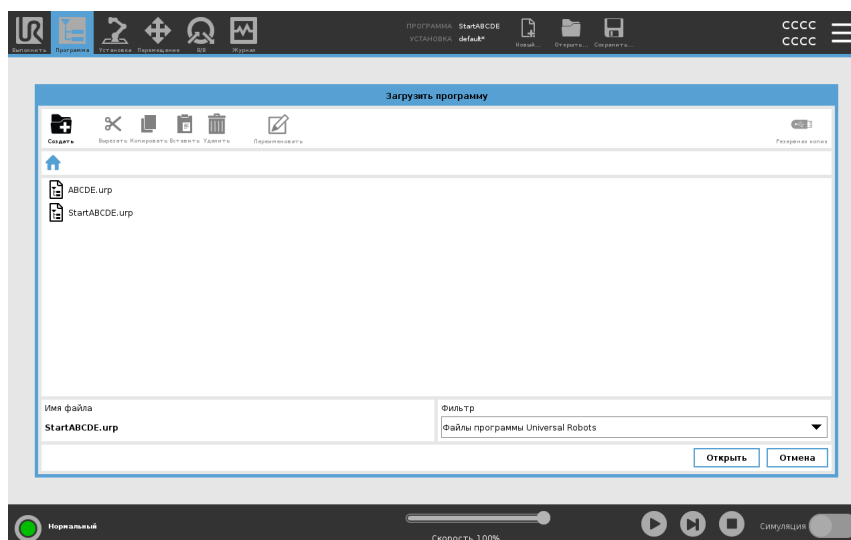 UR
ПРОГРАММА StartABCDE
УСТАНОВКА default*
CCCC
CCCC
Выполнить Программа Установка Перемещение В/В Журнал
Новый... Открыть... Сохранить...
Загрузить программу
Создать Вырезать Копировать Вставить Удалить Переименовать Резервная копия
ABCDE.urp
StartABCDE.urp
Имя файла
StartABCDE.urp
Фильтр
Файлы программы Universal Robots
Открыть Отмена
Нормальный
Скорость 100%
Симуляция